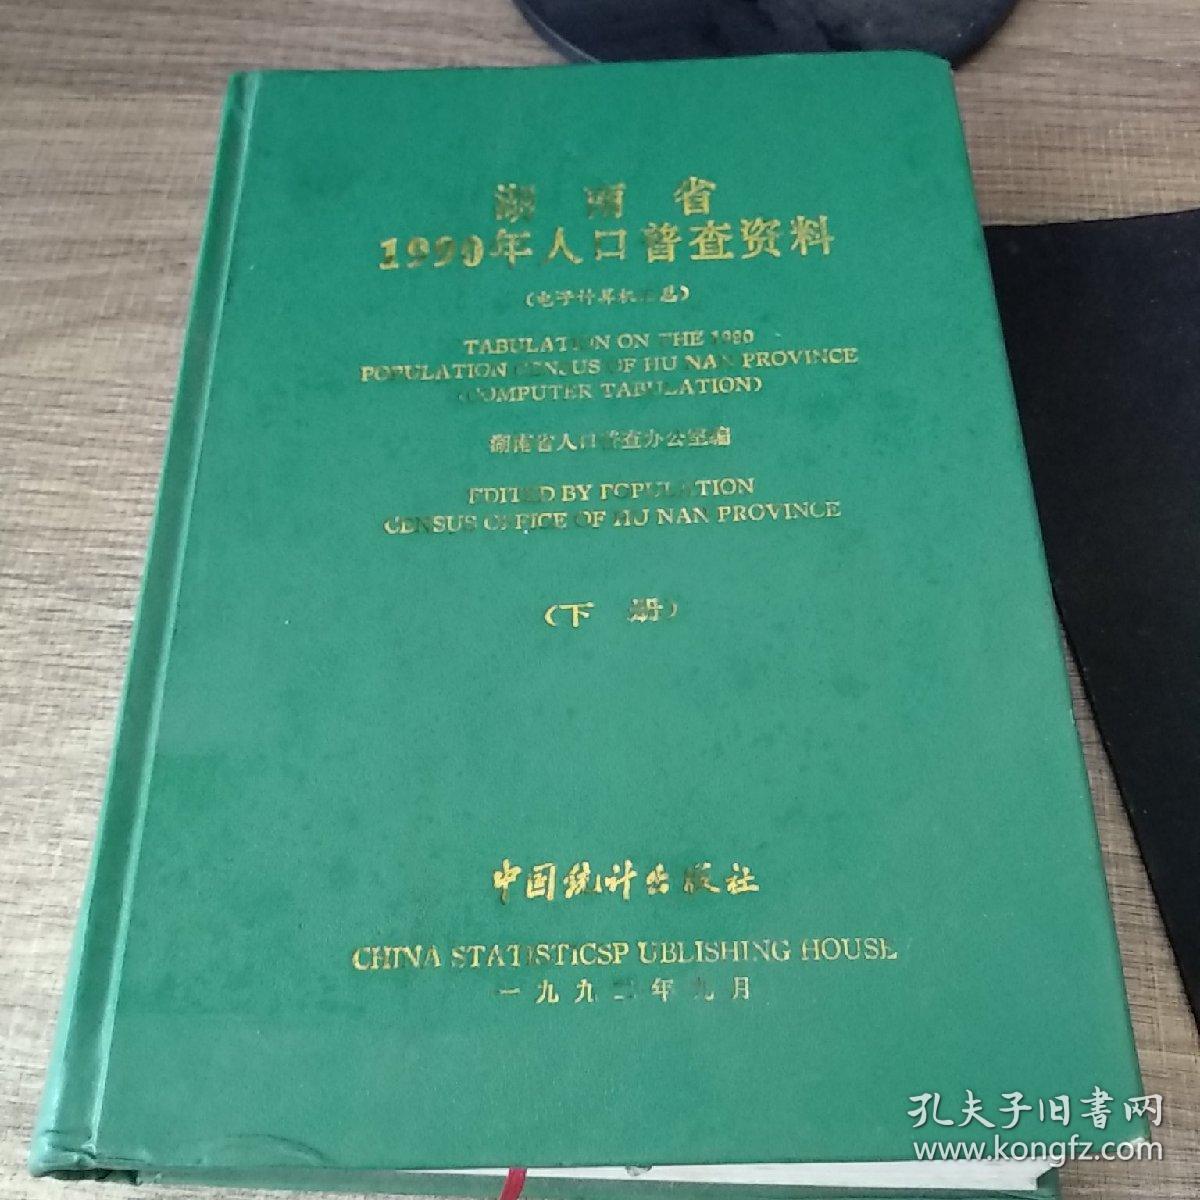 湖南省
1990年人口普查资料
(电子计算机汇总)
TABULATION ON THE 1990
POPULATION CENSUS OF HU NAN PROVINCE
(COMPUTER TABULATION)
湖南省人口普查办公室编
EDITED BY POPULATION
CENSUS OFFICE OF HU NAN PROVINCE
(下 册)
中国统计出版社
CHINA STATISTICSP UBLISHING HOUSE
一九九二年九月
孔夫子旧书网
www.kongfz.com